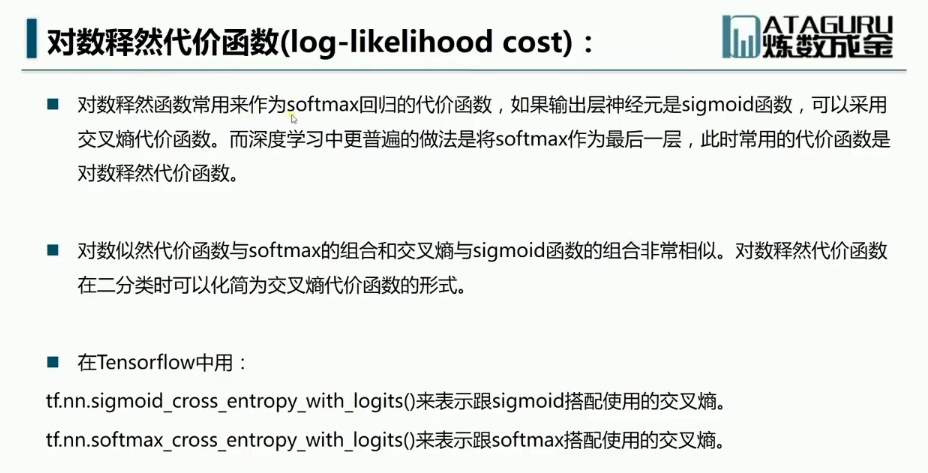 对数释然代价函数(log-likelihood cost)：
DATAGURU
炼数成金
■ 对数释然函数常用来作为softmax回归的代价函数，如果输出层神经元是sigmoid函数，可以采用
交叉熵代价函数。而深度学习中更普遍的做法是将softmax作为最后一层，此时常用的代价函数是
对数释然代价函数。
■ 对数似然代价函数与softmax的组合和交叉熵与sigmoid函数的组合非常相似。对数释然代价函数
在二分类时可以化简为交叉熵代价函数的形式。
■ 在Tensorflow中用：
tf.nn.sigmoid_cross_entropy_with_logits()来表示跟sigmoid搭配使用的交叉熵。
tf.nn.softmax_cross_entropy_with_logits()来表示跟softmax搭配使用的交叉熵。